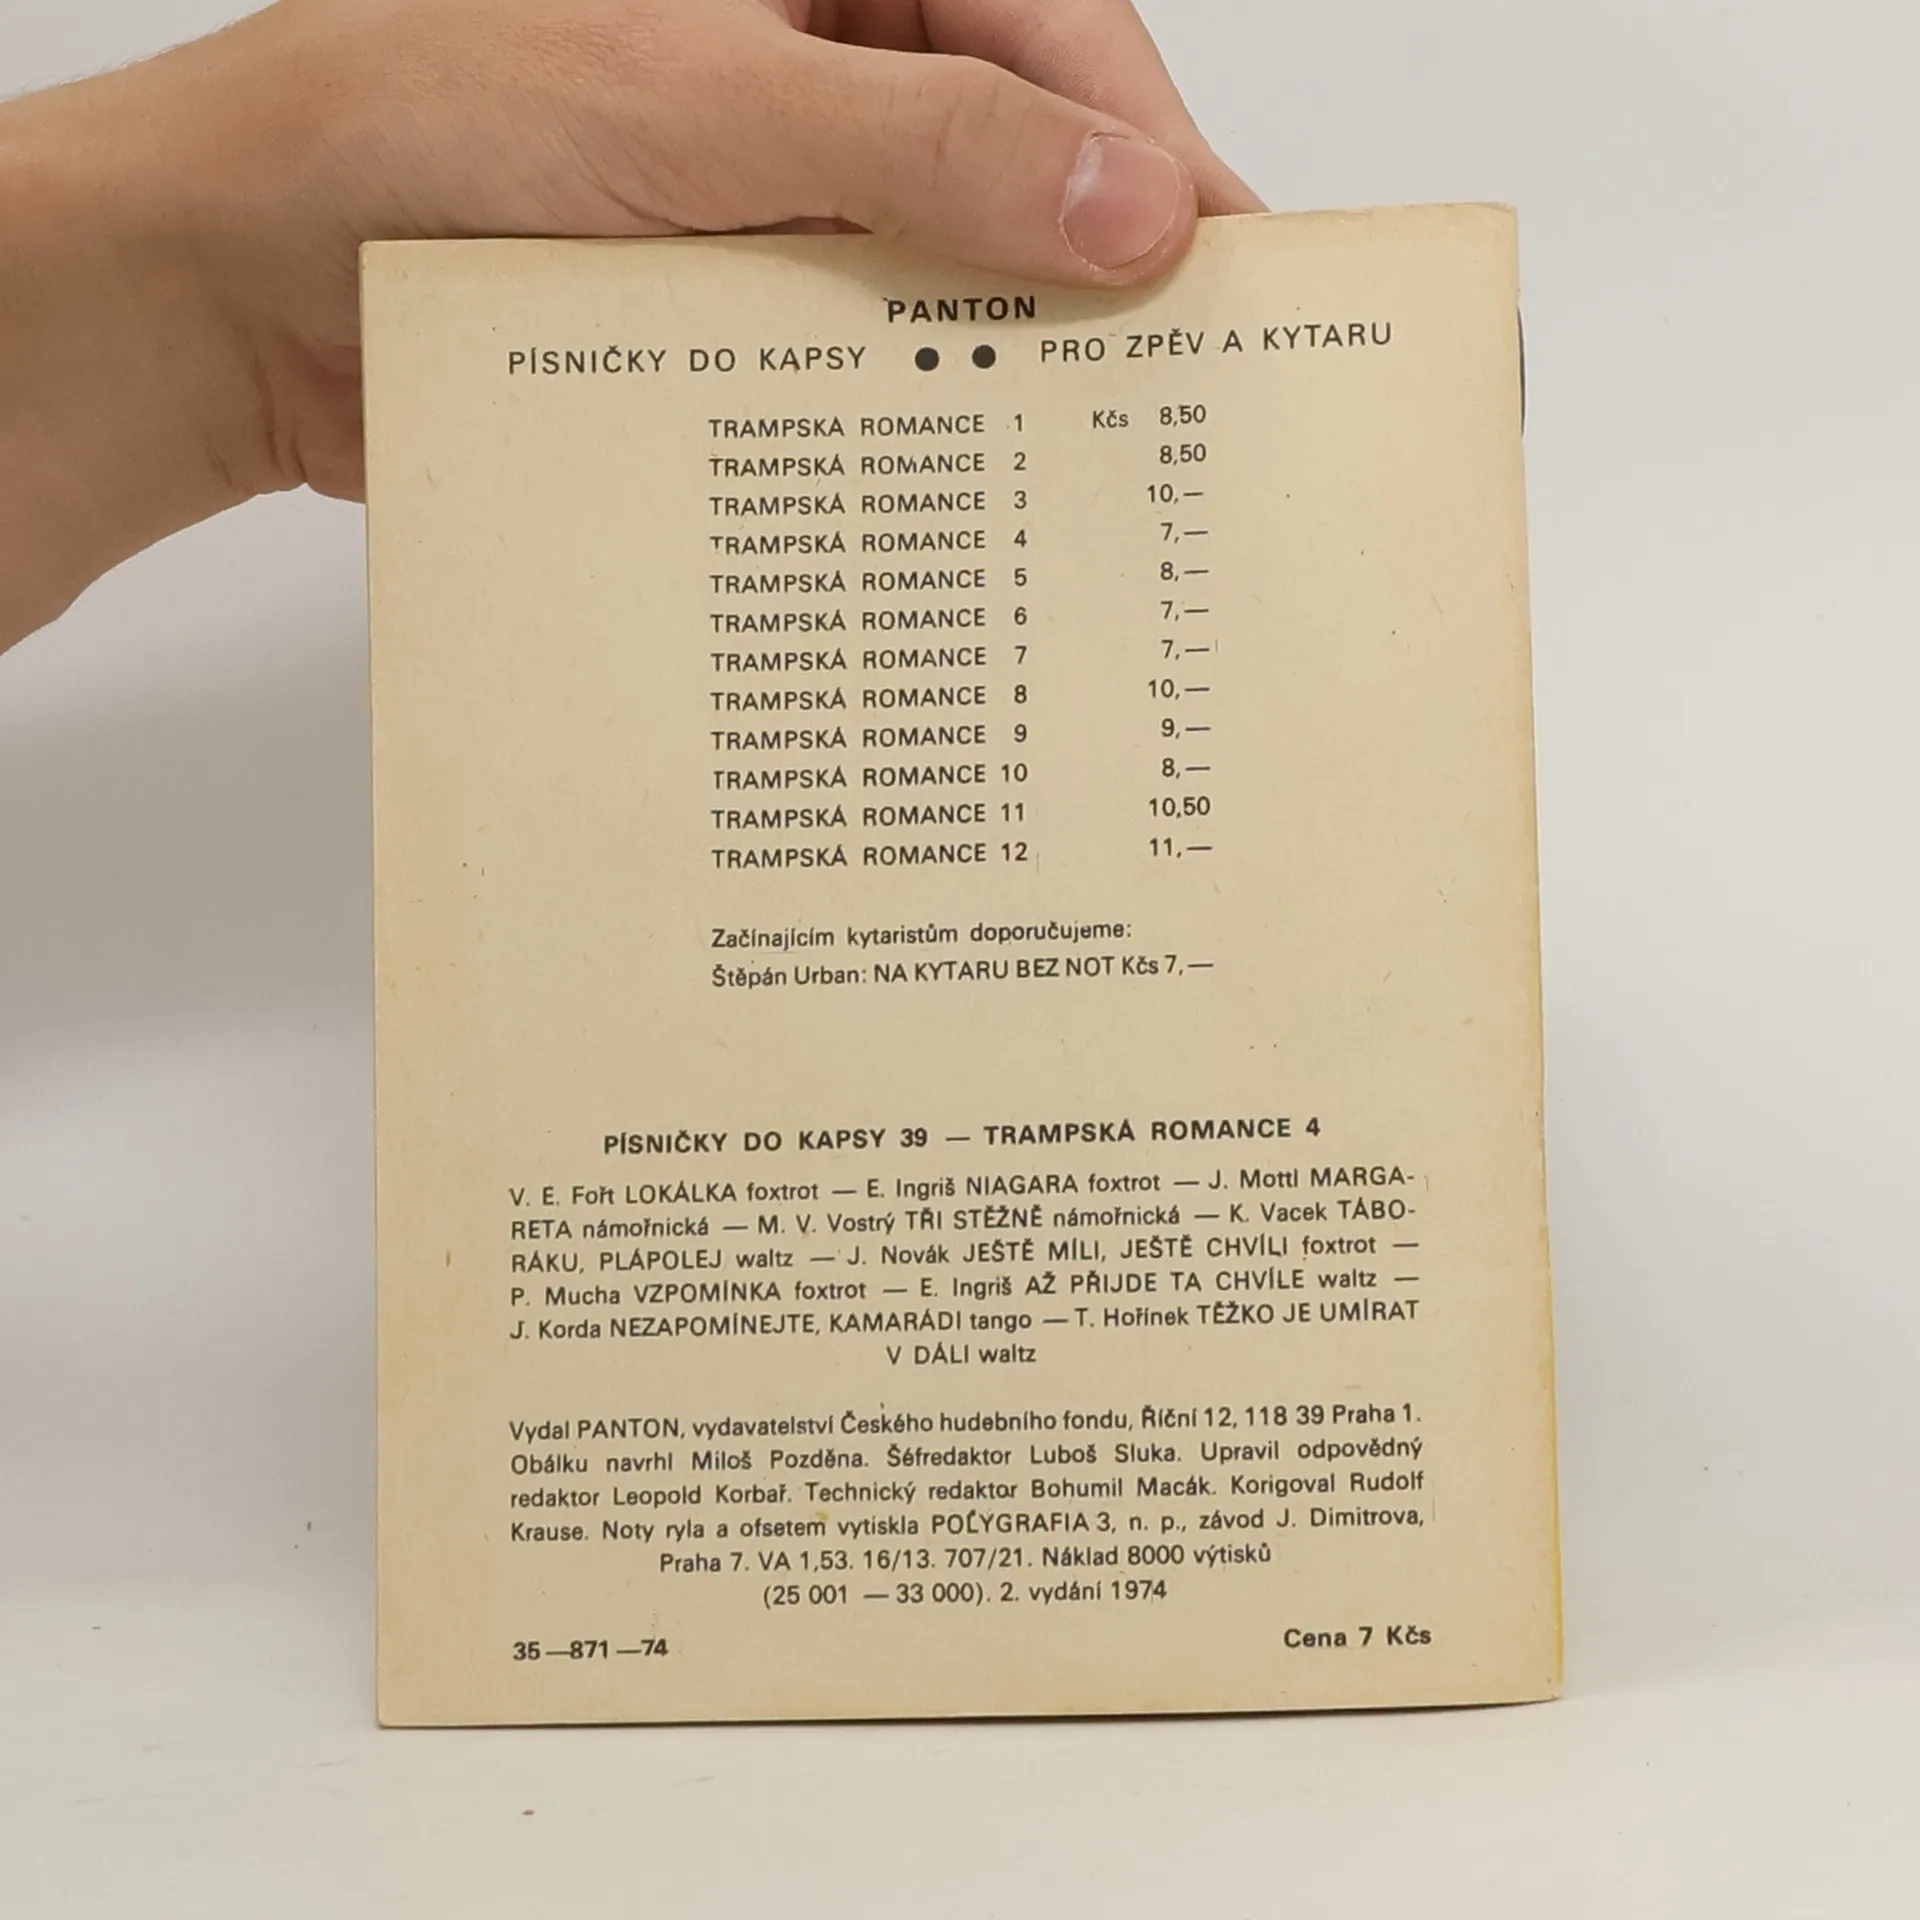 PANTON
PÍSNIČKY DO KAPSY ● ● PRO ZPĚV A KYTARU
TRAMPSKÁ ROMANCE 1 Kčs 8,50
TRAMPSKÁ ROMANCE 2 8,50
TRAMPSKÁ ROMANCE 3 10,—
TRAMPSKÁ ROMANCE 4 7,—
TRAMPSKÁ ROMANCE 5 8,—
TRAMPSKÁ ROMANCE 6 7,—
TRAMPSKÁ ROMANCE 7 7,—
TRAMPSKÁ ROMANCE 8 10,—
TRAMPSKÁ ROMANCE 9 9,—
TRAMPSKÁ ROMANCE 10 8,—
TRAMPSKÁ ROMANCE 11 10,50
TRAMPSKÁ ROMANCE 12 11,—
Začínajícím kytaristům doporučujeme:
Štěpán Urban: NA KYTARU BEZ NOT Kčs 7,—
PÍSNIČKY DO KAPSY 39 — TRAMPSKÁ ROMANCE 4
V. E. Fořt LOKÁLKA foxtrot — E. Ingriš NIAGARA foxtrot — J. Mottl MARGA-
RETA námořnická — M. V. Vostrý TŘI STĚŽNĚ námořnická — K. Vacek TÁBO-
RÁKU, PLÁPOLEJ waltz — J. Novák JEŠTĚ MÍLI, JEŠTĚ CHVÍLI foxtrot —
P. Mucha VZPOMÍNKA foxtrot — E. Ingriš AŽ PŘIJDE TA CHVÍLE waltz —
J. Korda NEZAPOMÍNEJTE, KAMARÁDI tango — T. Hořínek TĚŽKO JE UMÍRAT
V DÁLI waltz
Vydal PANTON, vydavatelství Českého hudebního fondu, Říční 12, 118 39 Praha 1.
Obálku navrhl Miloš Pozděna. Šéfredaktor Luboš Sluka. Upravil odpovědný
redaktor Leopold Korbař. Technický redaktor Bohumil Macák. Korigoval Rudolf
Krause. Noty ryla a ofsetem vytiskla POLYGRAFIA 3, n. p., závod J. Dimitrova,
Praha 7. VA 1,53. 16/13. 707/21. Náklad 8000 výtisků
(25 001 — 33 000). 2. vydání 1974
35—871—74 Cena 7 Kčs